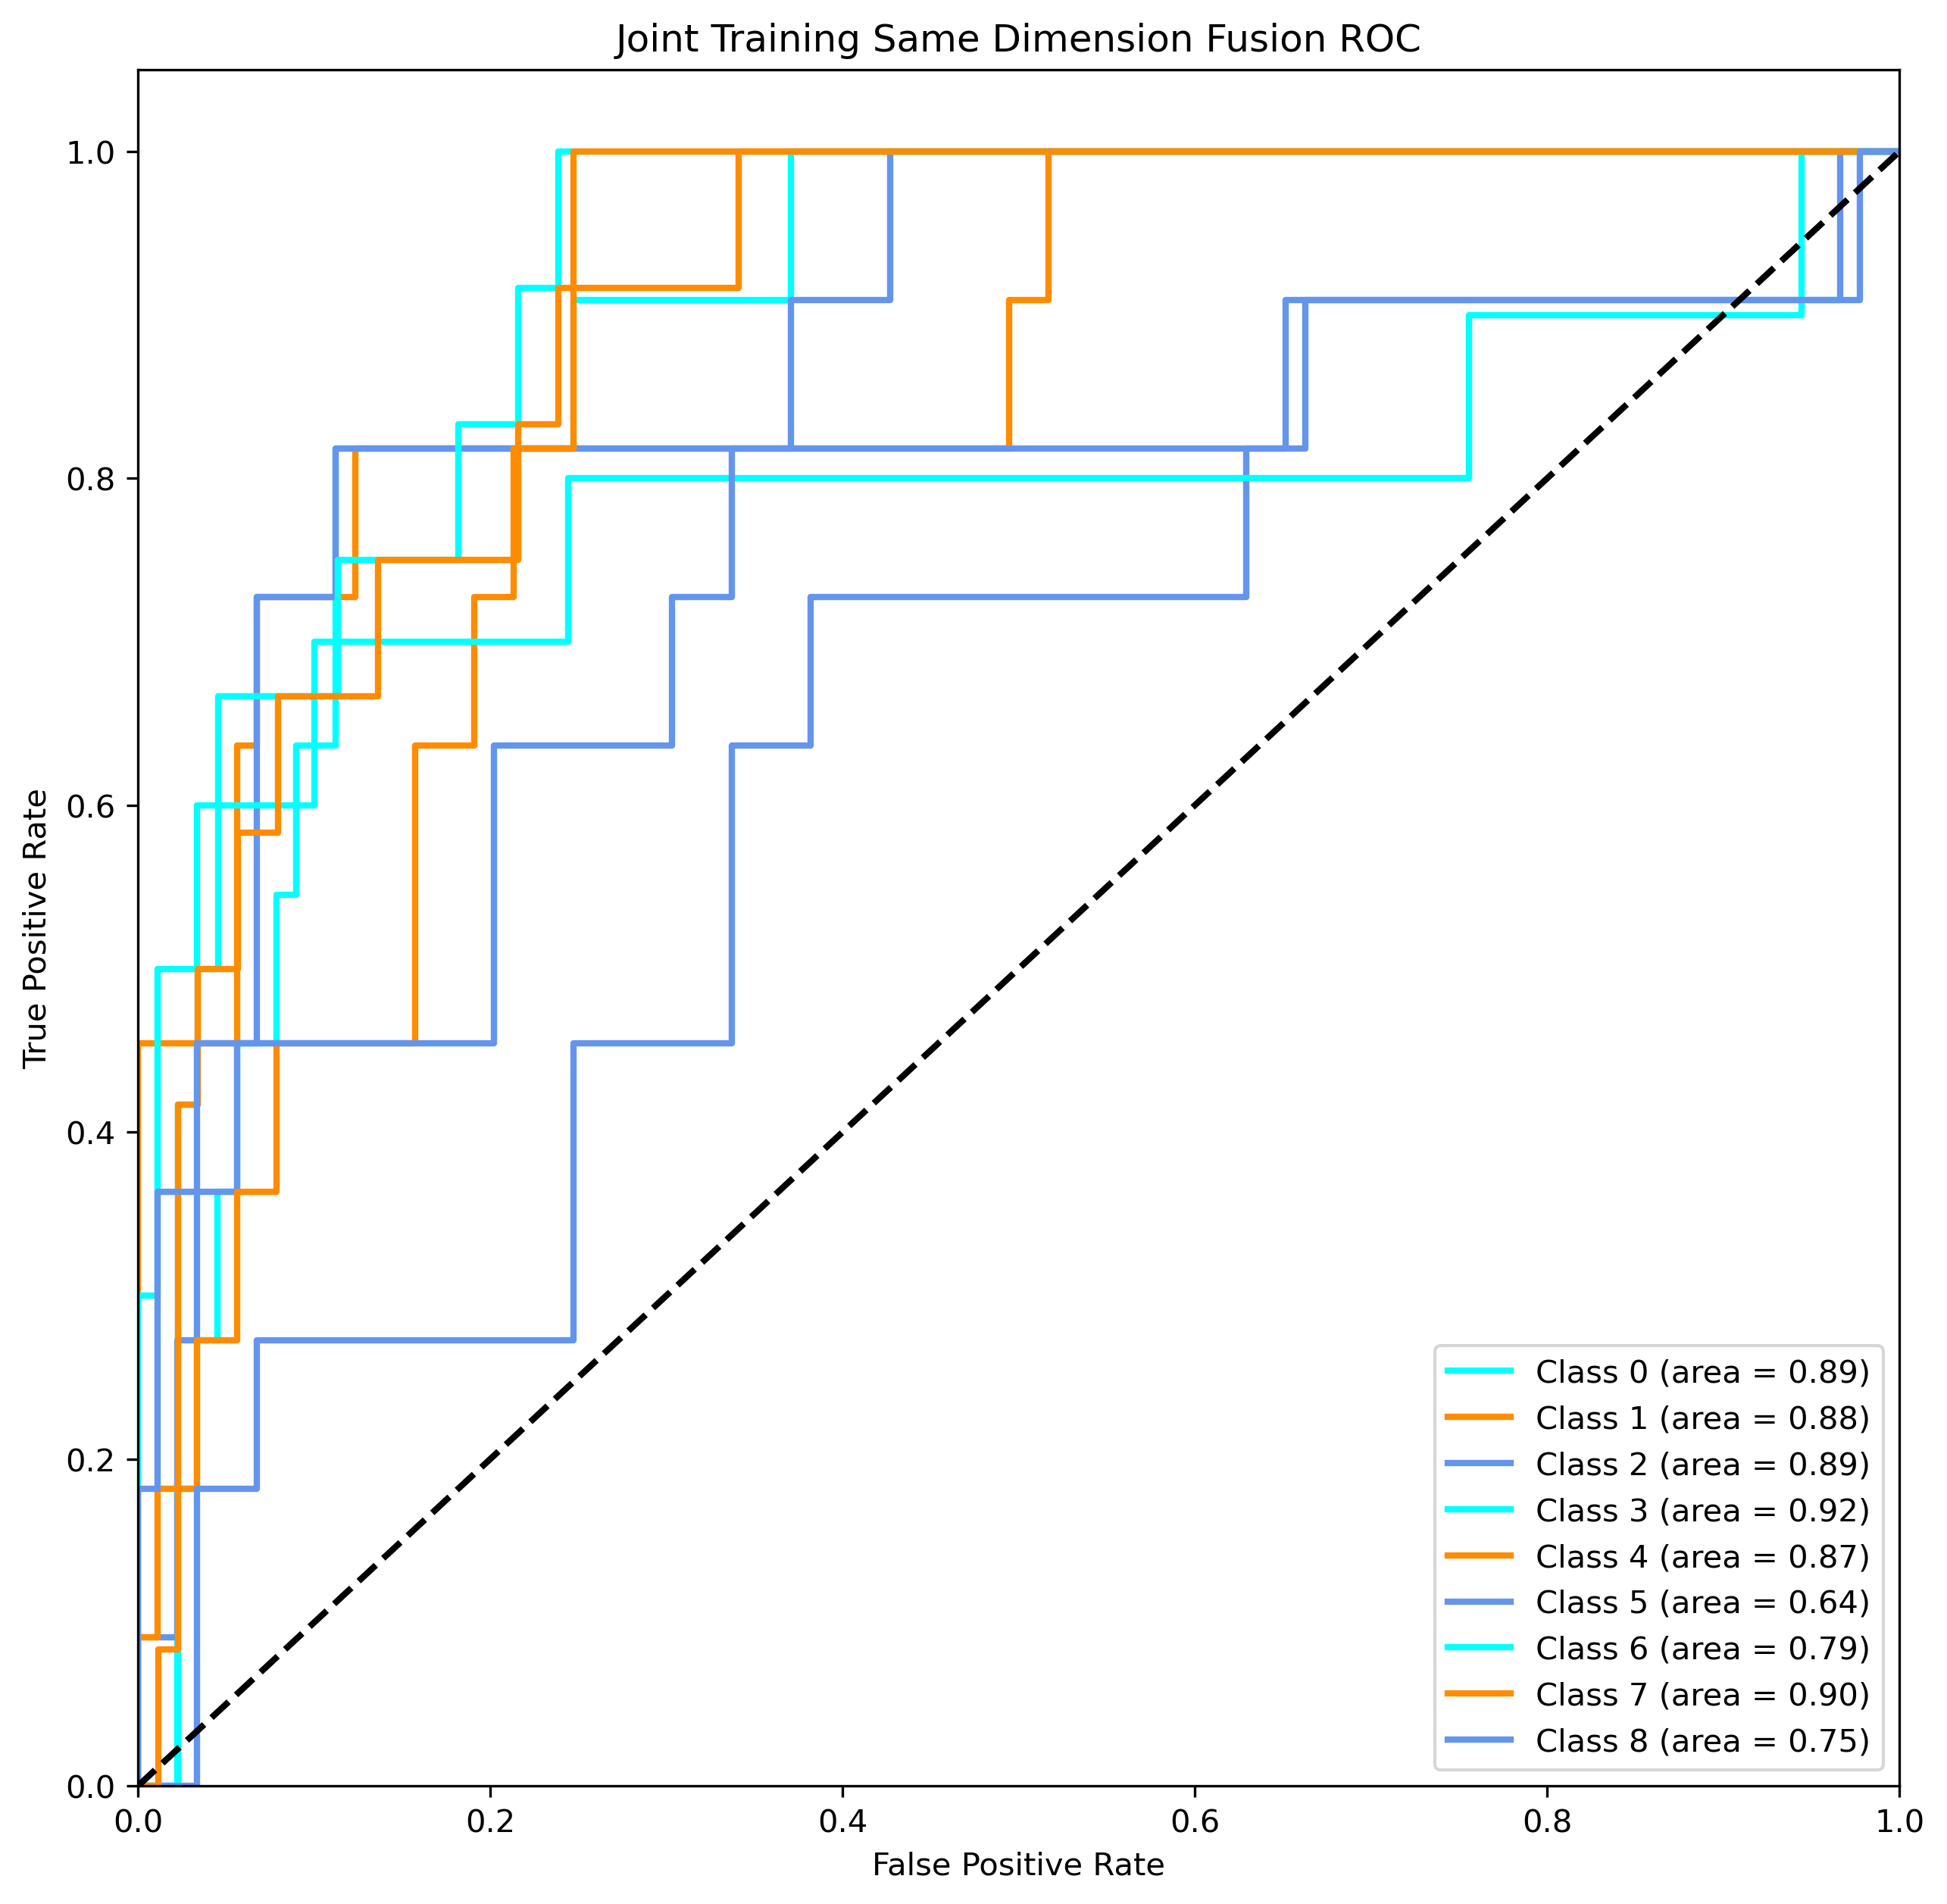 Joint Training Same Dimension Fusion ROC
1.0
0.8
0.6
0.4
0.2
0.0
True Positive Rate
Class 0 (area = 0.89)
Class 1 (area = 0.88)
Class 2 (area = 0.89)
Class 3 (area = 0.92)
Class 4 (area = 0.87)
Class 5 (area = 0.64)
Class 6 (area = 0.79)
Class 7 (area = 0.90)
Class 8 (area = 0.75)
0.0 0.2 0.4 0.6 0.8 1.0
False Positive Rate